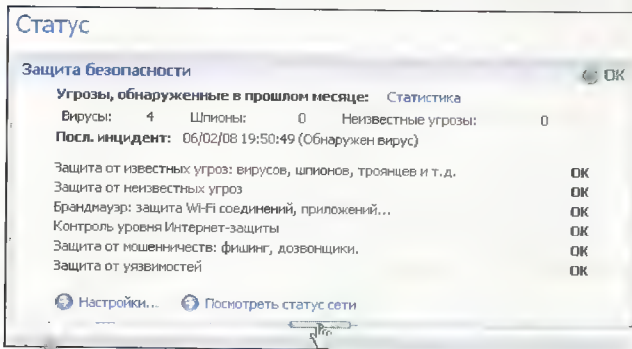 Статус
Защита безопасности OK
Угрозы, обнаруженные в прошлом месяце: Статистика
Вирусы: 4 Шпионы: 0 Неизвестные угрозы: 0
Посл. инцидент: 06/02/08 19:50:49 (Обнаружен вирус)
Защита от известных угроз: вирусов, шпионов, троянцев и т.д. OK
Защита от неизвестных угроз OK
Брандмауэр: защита Wi-Fi соединений, приложений... OK
Контроль уровня Интернет-защиты OK
Защита от мошенничеств: фишинг, дозвонщики. OK
Защита от уязвимостей OK
Настройки... Посмотреть статус сети